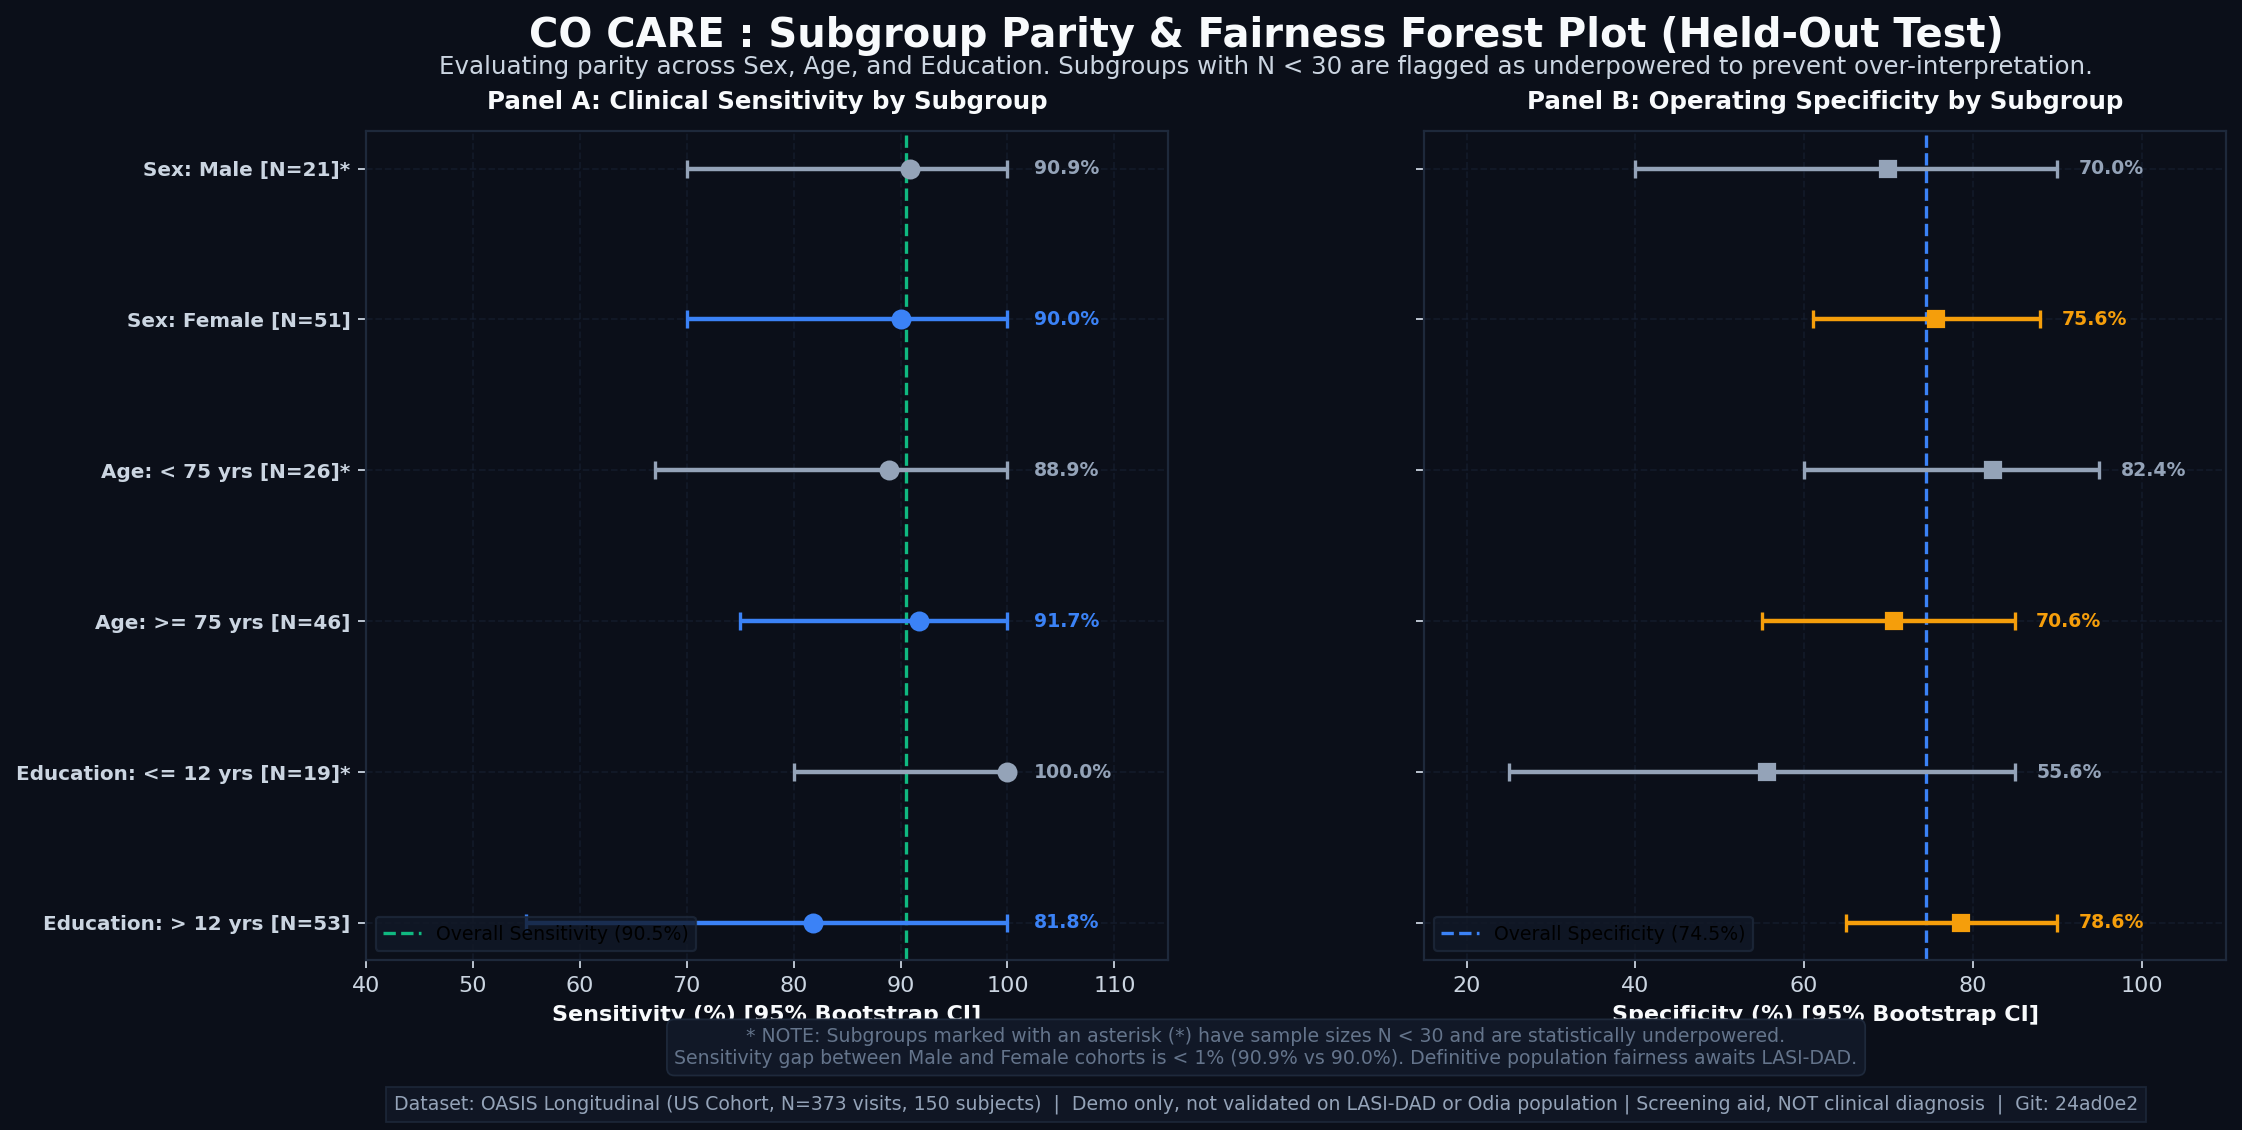 CO CARE : Subgroup Parity & Fairness Forest Plot (Held-Out Test)
Evaluating parity across Sex, Age, and Education. Subgroups with N < 30 are flagged as underpowered to prevent over-interpretation.
Panel A: Clinical Sensitivity by Subgroup
Sex: Male [N=21]*
90.9%
Sex: Female [N=51]
90.0%
Age: < 75 yrs [N=26]*
88.9%
Age: >= 75 yrs [N=46]
91.7%
Education: <= 12 yrs [N=19]*
100.0%
Education: > 12 yrs [N=53]
81.8%
Overall Sensitivity (90.5%)
40 50 60 70 80 90 100 110
Sensitivity (%) [95% Bootstrap CI]
Panel B: Operating Specificity by Subgroup
70.0%
75.6%
82.4%
70.6%
55.6%
78.6%
Overall Specificity (74.5%)
20 40 60 80 100
Specificity (%) [95% Bootstrap CI]
* NOTE: Subgroups marked with an asterisk (*) have sample sizes N < 30 and are statistically underpowered.
Sensitivity gap between Male and Female cohorts is < 1% (90.9% vs 90.0%). Definitive population fairness awaits LASI-DAD.
Dataset: OASIS Longitudinal (US Cohort, N=373 visits, 150 subjects) | Demo only, not validated on LASI-DAD or Odia population | Screening aid, NOT clinical diagnosis | Git: 24ad0e2